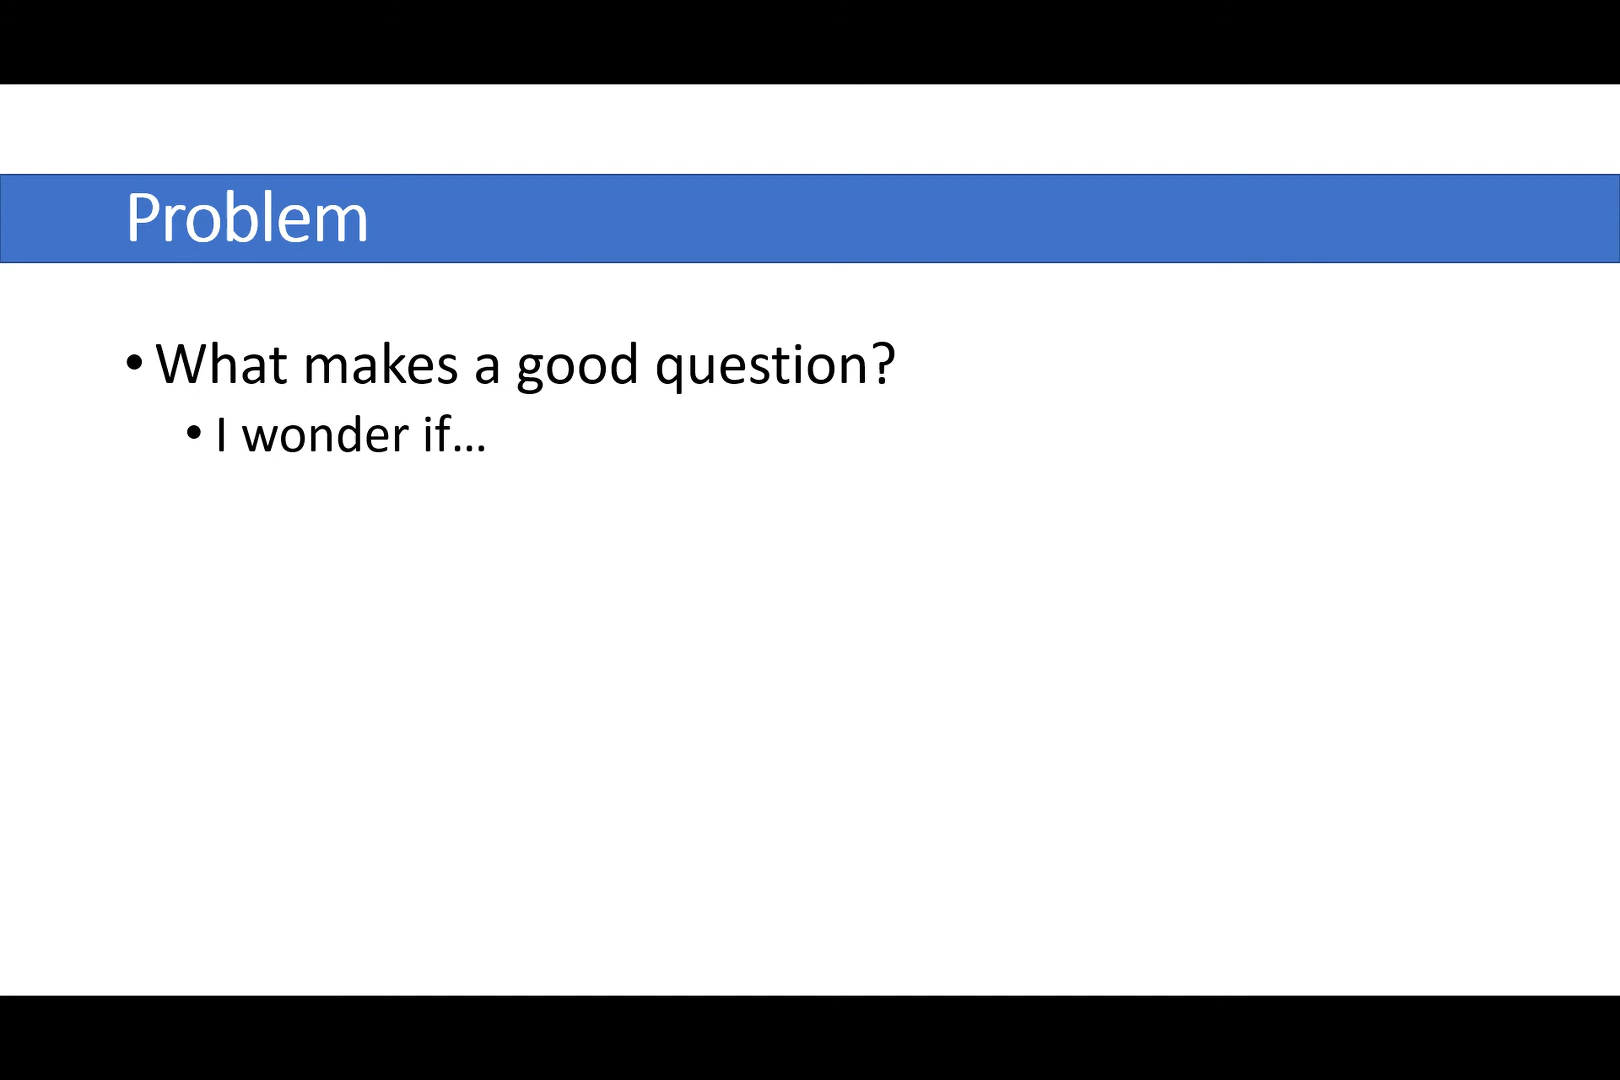 Problem
• What makes a good question?
• I wonder if…